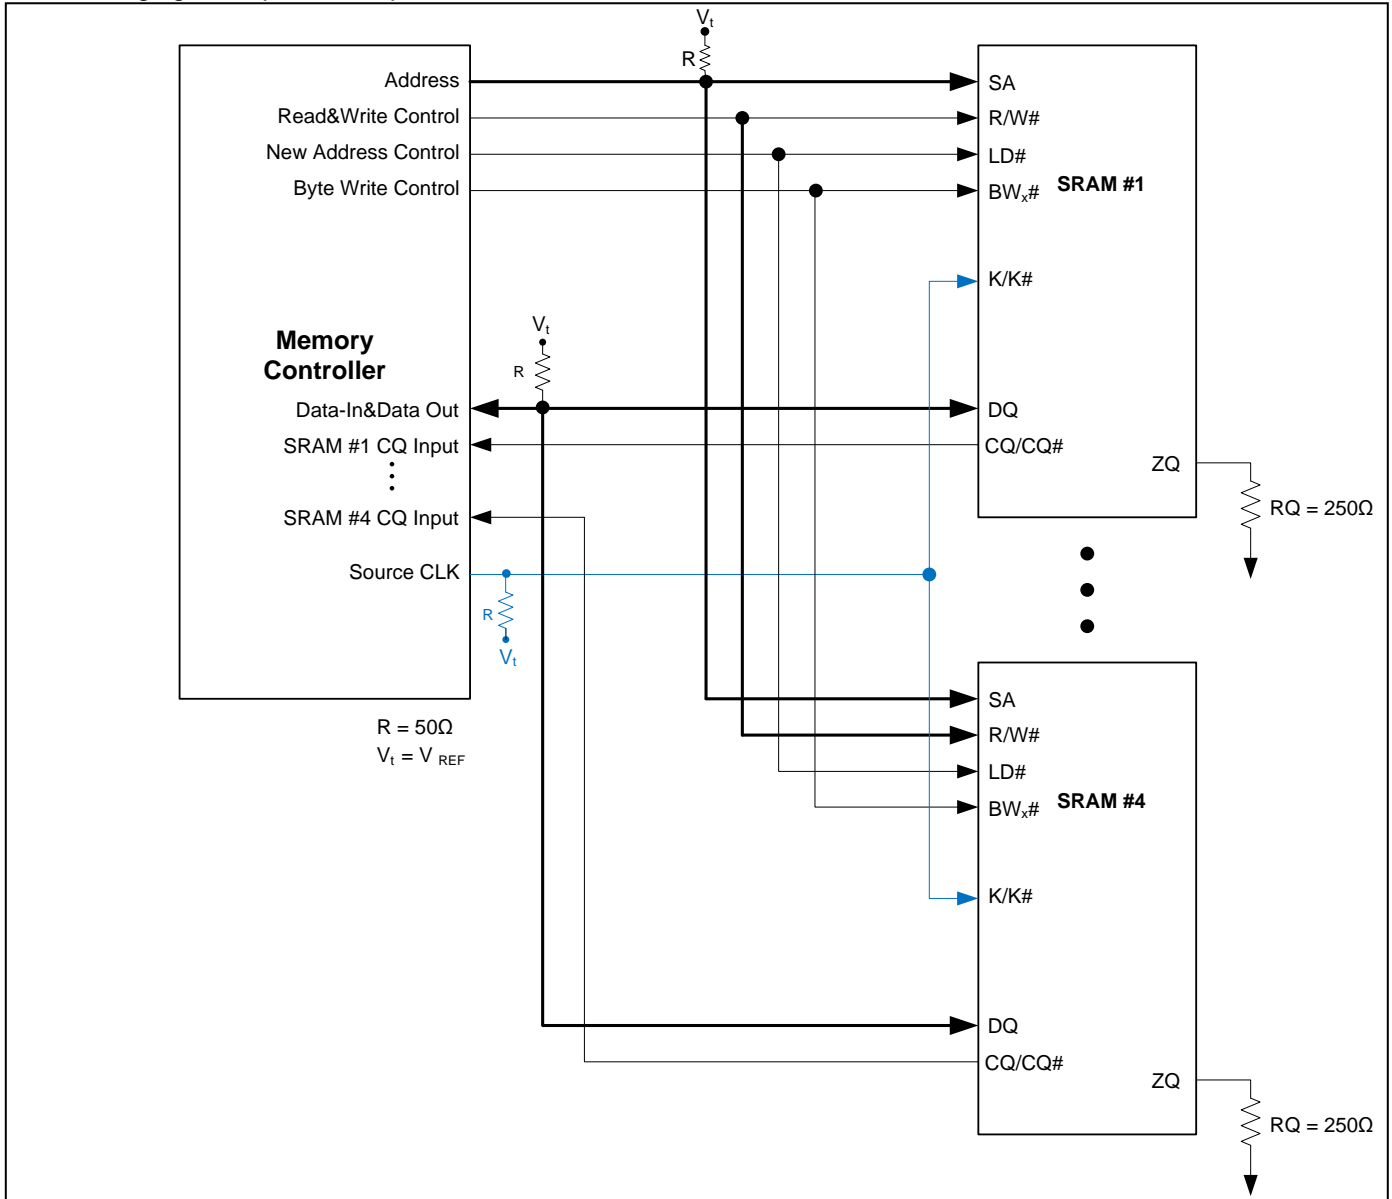 Vt
R
Address
Read&Write Control
New Address Control
Byte Write Control
SA
R/W#
LD#
BWx#
SRAM #1
K/K#
Vt
R
Memory
Controller
Data-In&Data Out
SRAM #1 CQ Input
SRAM #4 CQ Input
Source CLK
DQ
CQ/CQ#
ZQ
RQ = 250Ω
R
Vt
R = 50Ω
Vt = V REF
SA
R/W#
LD#
BWx#
SRAM #4
K/K#
DQ
CQ/CQ#
ZQ
RQ = 250Ω